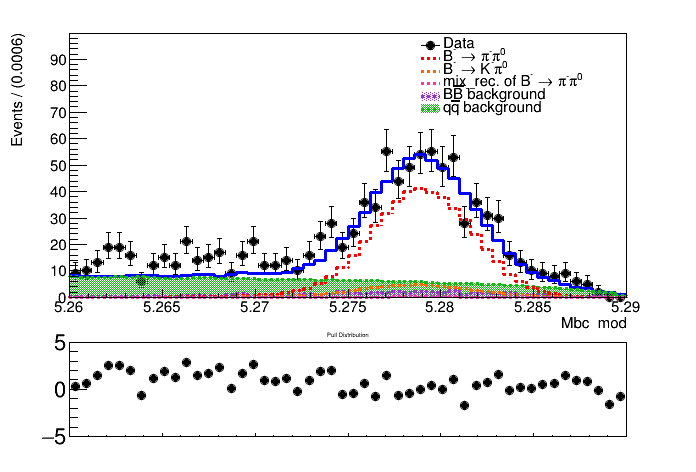 Events / (0.0006)
90
80
70
60
50
40
30
20
10
0
Data
B⁻ → π⁻π⁰
B⁻ → K⁻π⁰
mix_rec. of B⁻ → π⁻π⁰
BB̅ background
qq̅ background
5.26 5.265 5.27 5.275 5.28 5.285 5.29
Mbc mod
Pull Distribution
5
0
−5